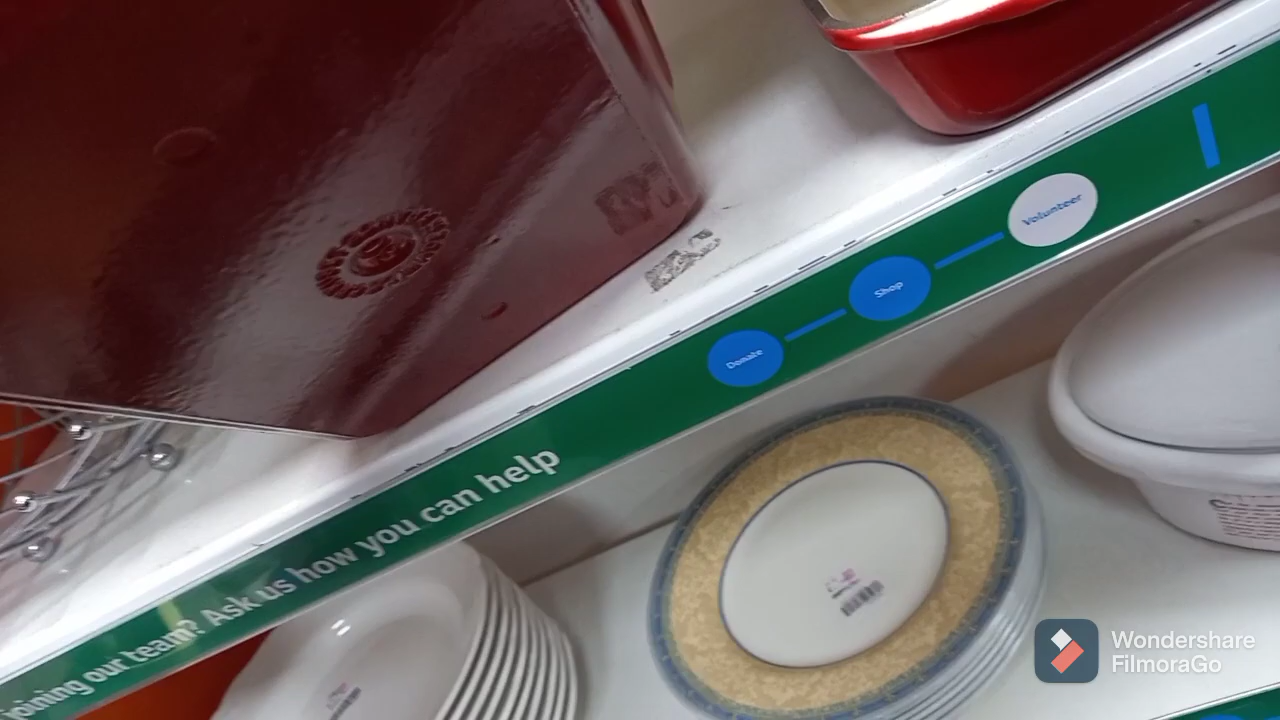 joining our team? Ask us how you can help
Donate
Shop
Volunteer
Wondershare
FilmoraGo